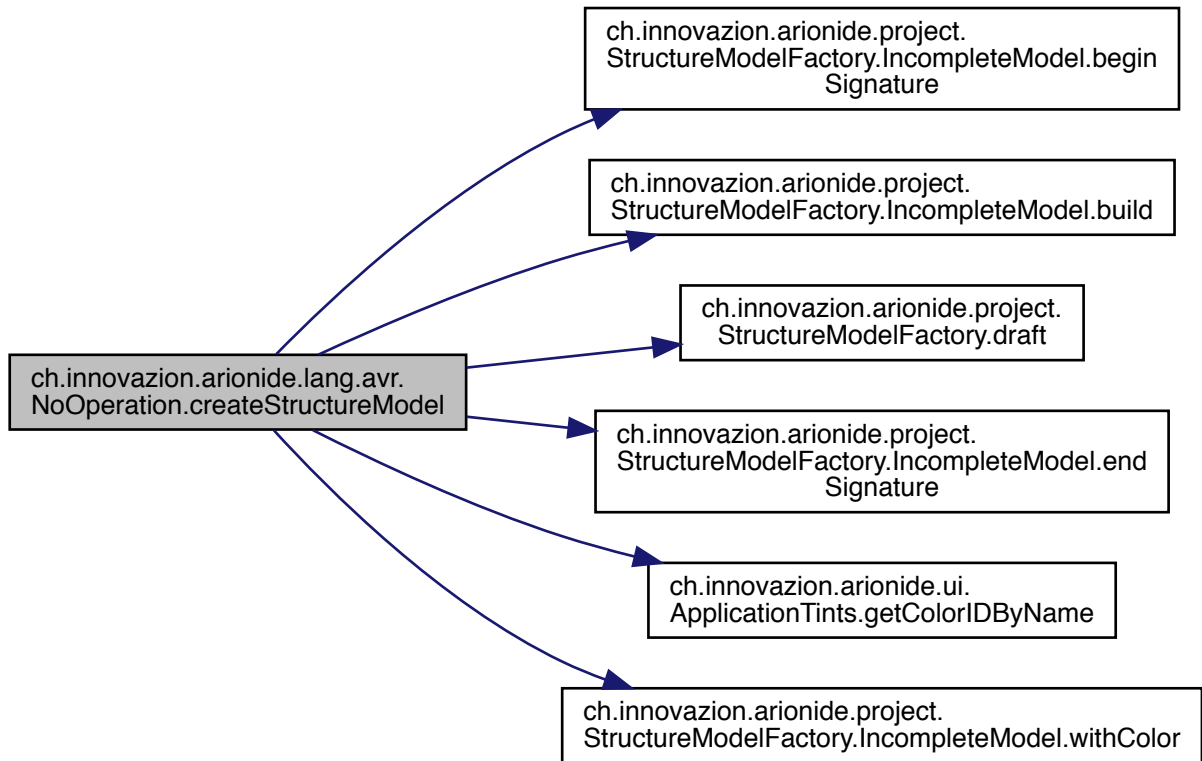 ch.innovazion.arionide.project.
StructureModelFactory.IncompleteModel.begin
Signature
ch.innovazion.arionide.project.
StructureModelFactory.IncompleteModel.build
ch.innovazion.arionide.project.
StructureModelFactory.draft
ch.innovazion.arionide.lang.avr.
NoOperation.createStructureModel
ch.innovazion.arionide.project.
StructureModelFactory.IncompleteModel.end
Signature
ch.innovazion.arionide.ui.
ApplicationTints.getColorIDByName
ch.innovazion.arionide.project.
StructureModelFactory.IncompleteModel.withColor